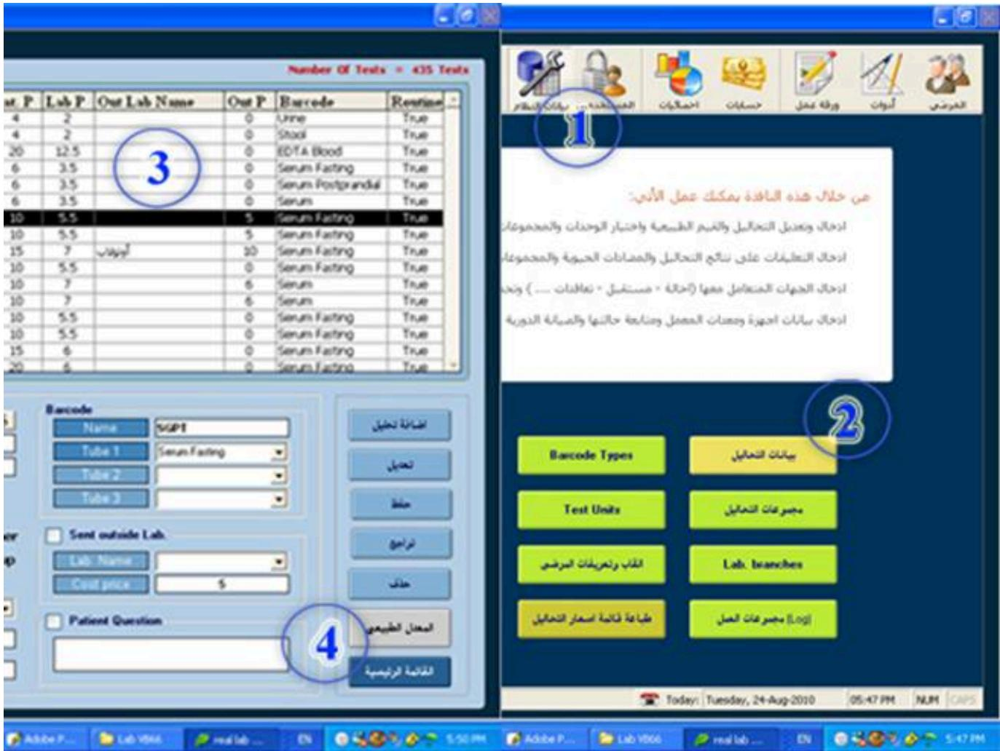 Number Of Tests = 435 Tests
at. P Lab P Out Lab Name Out P Barcode Routine
4 2 0 Urine True
4 2 0 Stool True
20 12.5 0 EDTA Blood True
6 3.5 0 Serum Fasting True
6 3.5 0 Serum Postprandial True
6 3.5 0 Serum True
10 5.5 5 Serum Fasting True
10 5.5 5 Serum Fasting True
15 7 10 Serum Fasting True
10 5.5 0 Serum Fasting True
10 7 6 Serum True
10 7 6 Serum True
10 5.5 0 Serum Fasting True
10 5.5 0 Serum Fasting True
15 6 0 Serum Fasting True
20 6 0 Serum Fasting True
3
Barcode
Name SGPT
Tube 1 Serum Fasting
Tube 2
Tube 3
Sent outside Lab.
Lab. Name
Cost price 5
Patient Question
اضافة تحليل
تعديل
حفظ
تراجع
حذف
المعدل الطبيعي
القائمة الرئيسية
4
المرضى
أدوات
ورقة عمل
حسابات
احصائيات
المستخدم...
بيانات النظام
1
من خلال هذه النافذة يمكنك عمل الأتي:
ادخال وتعديل التحاليل والقيم الطبيعية واختيار الوحدات والمجموعات
ادخال التعليقات على نتائج التحاليل والمضادات الحيوية والمجموعا
ادخال الجهات المتعامل معها (احالة - مستقبل - تعاقدات .... ) وتحد
ادخال بيانات اجهزة ومعدات المعمل ومتابعة حالتها والصيانة الدورية
2
بيانات التحاليل
Barcode Types
مجموعات التحاليل
Test Units
Lab. branches
القاب وتعريفات المرضى
مجموعات العمل (Log)
طباعة قائمة اسعار التحاليل
Today: Tuesday, 24-Aug-2010 05:47 PM NUM CAPS
Adobe P... Lab V866 real lab ... EN 5:50 PM
Adobe P... Lab V866 real lab ... EN 5:47 PM